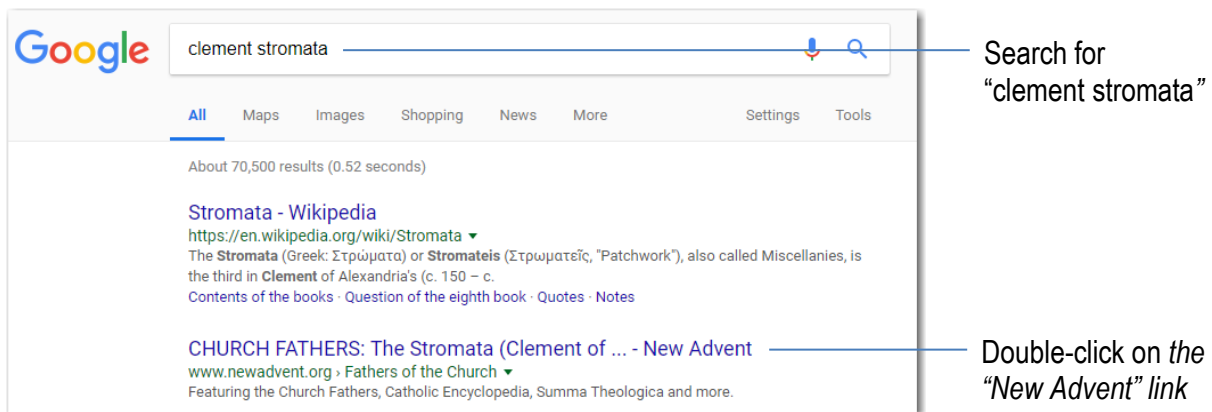 Google
clement stromata
Search for
“clement stromata”
All Maps Images Shopping News More Settings Tools
About 70,500 results (0.52 seconds)
Stromata - Wikipedia
https://en.wikipedia.org/wiki/Stromata ▼
The Stromata (Greek: Στρώματα) or Stromateis (Στρωματεῖς, "Patchwork"), also called Miscellanies, is
the third in Clement of Alexandria's (c. 150 – c.
Contents of the books · Question of the eighth book · Quotes · Notes
CHURCH FATHERS: The Stromata (Clement of ... - New Advent
www.newadvent.org › Fathers of the Church ▼
Featuring the Church Fathers, Catholic Encyclopedia, Summa Theologica and more.
Double-click on the
“New Advent” link